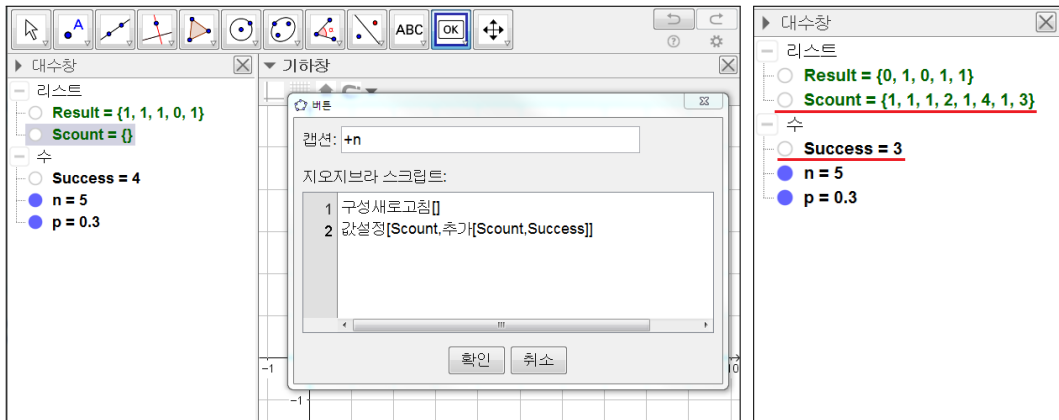 ABC
OK
대수창
리스트
Result = {1, 1, 1, 0, 1}
Scount = {}
수
Success = 4
n = 5
p = 0.3
기하창
버튼
캡션: +n
지오지브라 스크립트:
1 구성새로고침[]
2 값설정[Scount,추가[Scount,Success]]
확인
취소
-1
10
-1
대수창
리스트
Result = {0, 1, 0, 1, 1}
Scount = {1, 1, 1, 2, 1, 4, 1, 3}
수
Success = 3
n = 5
p = 0.3